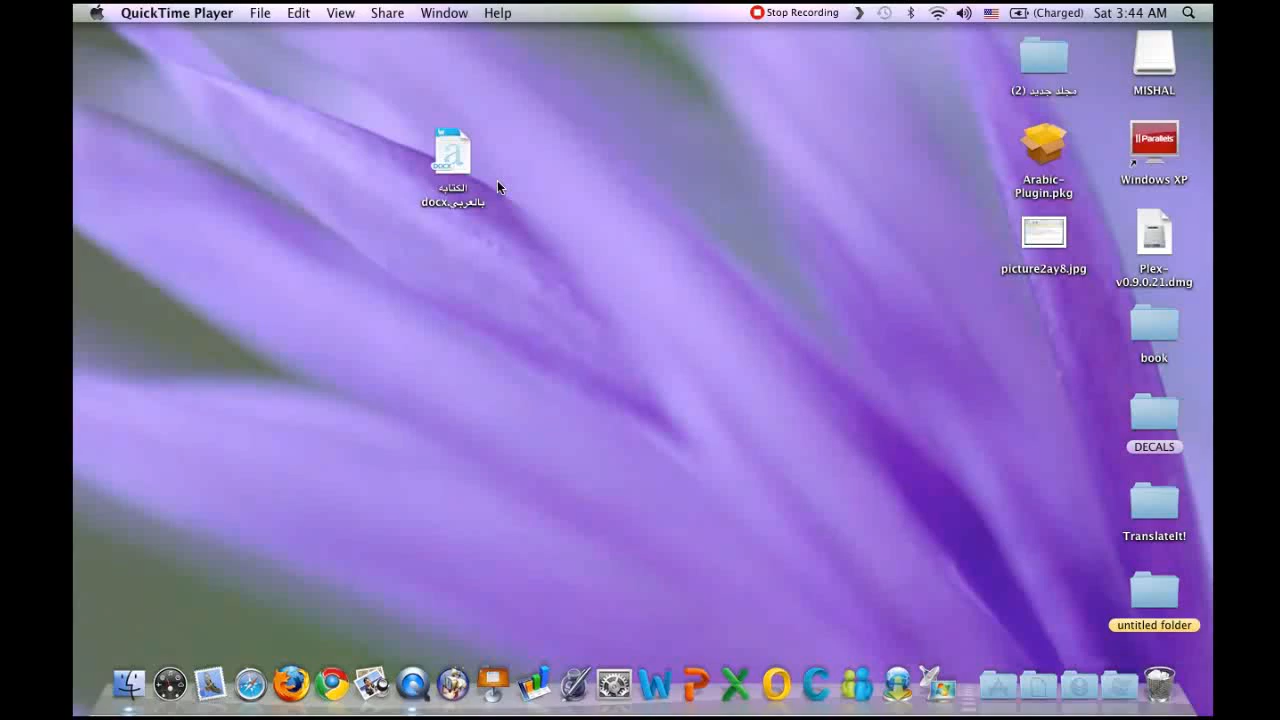 QuickTime Player File Edit View Share Window Help Stop Recording (Charged) Sat 3:44 AM
مجلد جديد (2)
MISHAL
W
a
DOCX
الكتابه
بالعربي.docx
Arabic-
Plugin.pkg
Parallels
Windows XP
picture2ay8.jpg
Plex-
v0.9.0.21.dmg
book
DECALS
TranslateIt!
untitled folder
W P X O C